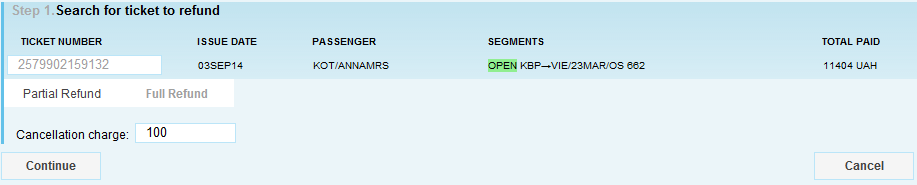 Step 1. Search for ticket to refund
TICKET NUMBER ISSUE DATE PASSENGER SEGMENTS TOTAL PAID
2579902159132 03SEP14 KOT/ANNAMRS OPEN KBP→VIE/23MAR/OS 662 11404 UAH
Partial Refund Full Refund
Cancellation charge: 100
Continue Cancel